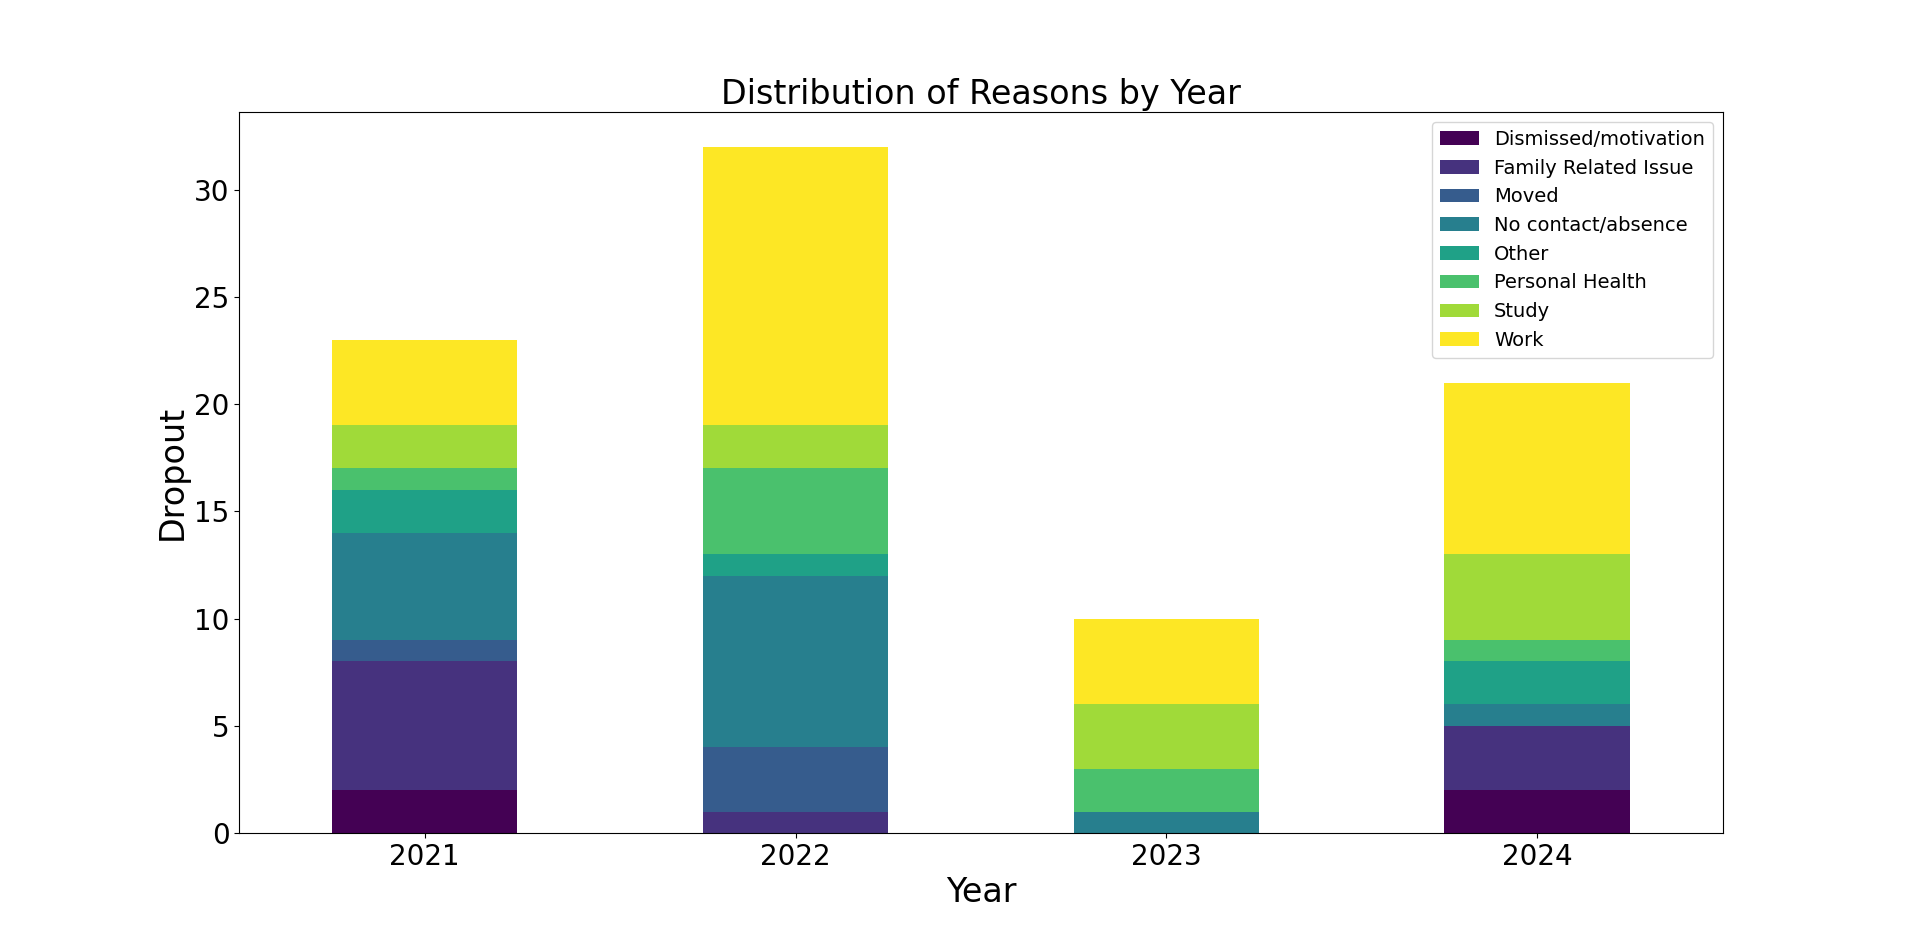 Distribution of Reasons by Year
Dismissed/motivation
Family Related Issue
Moved
No contact/absence
Other
Personal Health
Study
Work
Dropout
30
25
20
15
10
5
0
2021 2022 2023 2024
Year